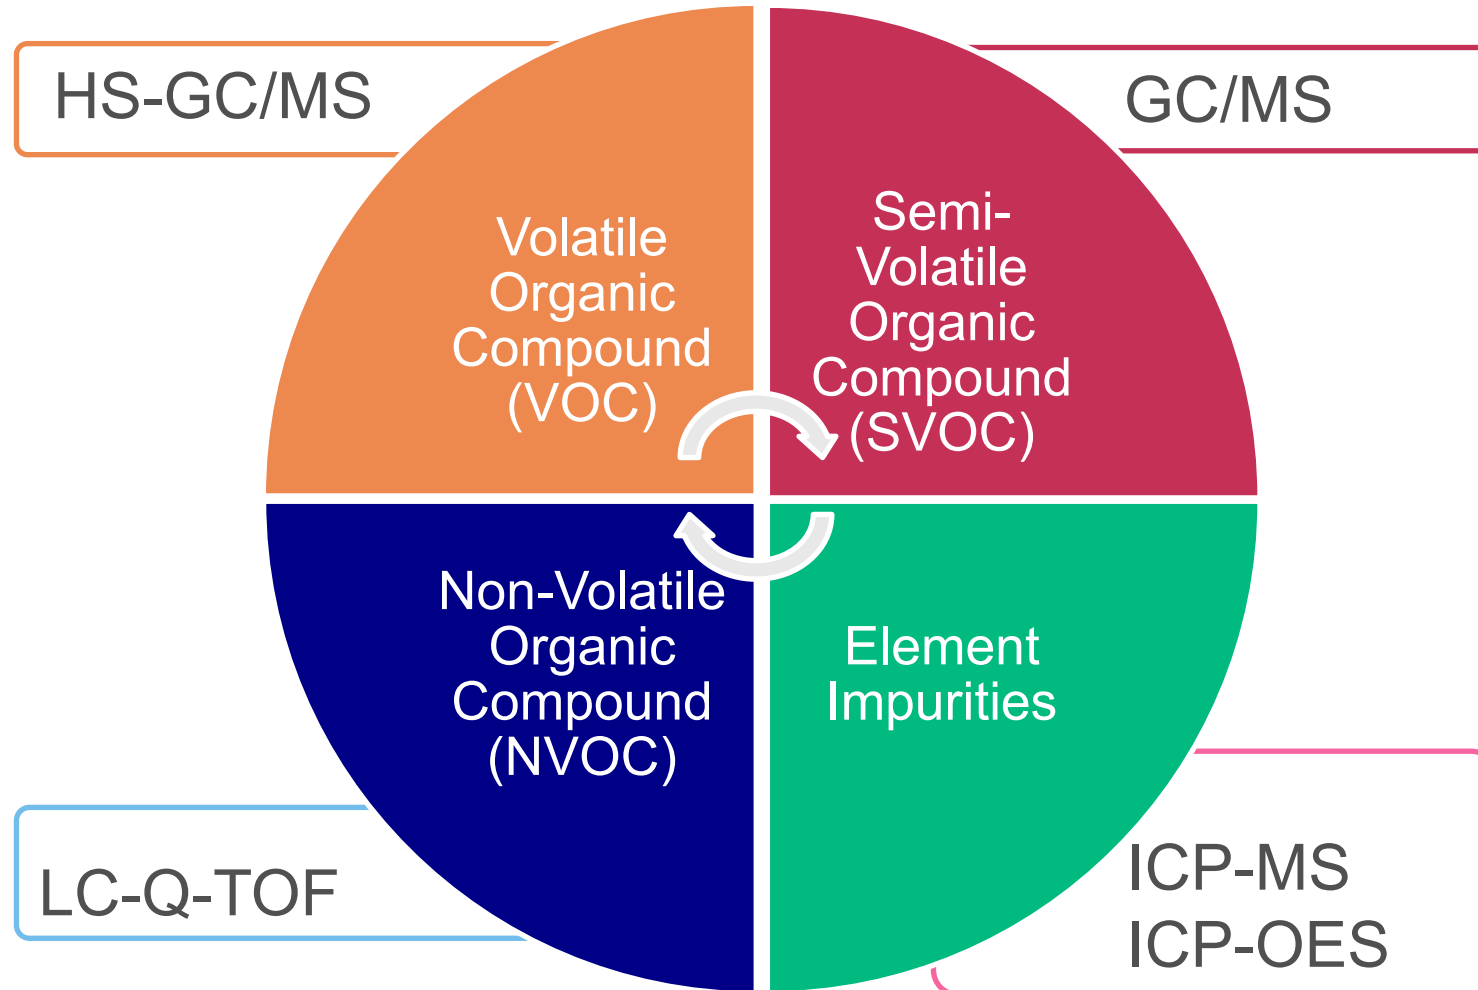 HS-GC/MS
GC/MS
Volatile
Organic
Compound
(VOC)
Semi-
Volatile
Organic
Compound
(SVOC)
Non-Volatile
Organic
Compound
(NVOC)
Element
Impurities
LC-Q-TOF
ICP-MS
ICP-OES